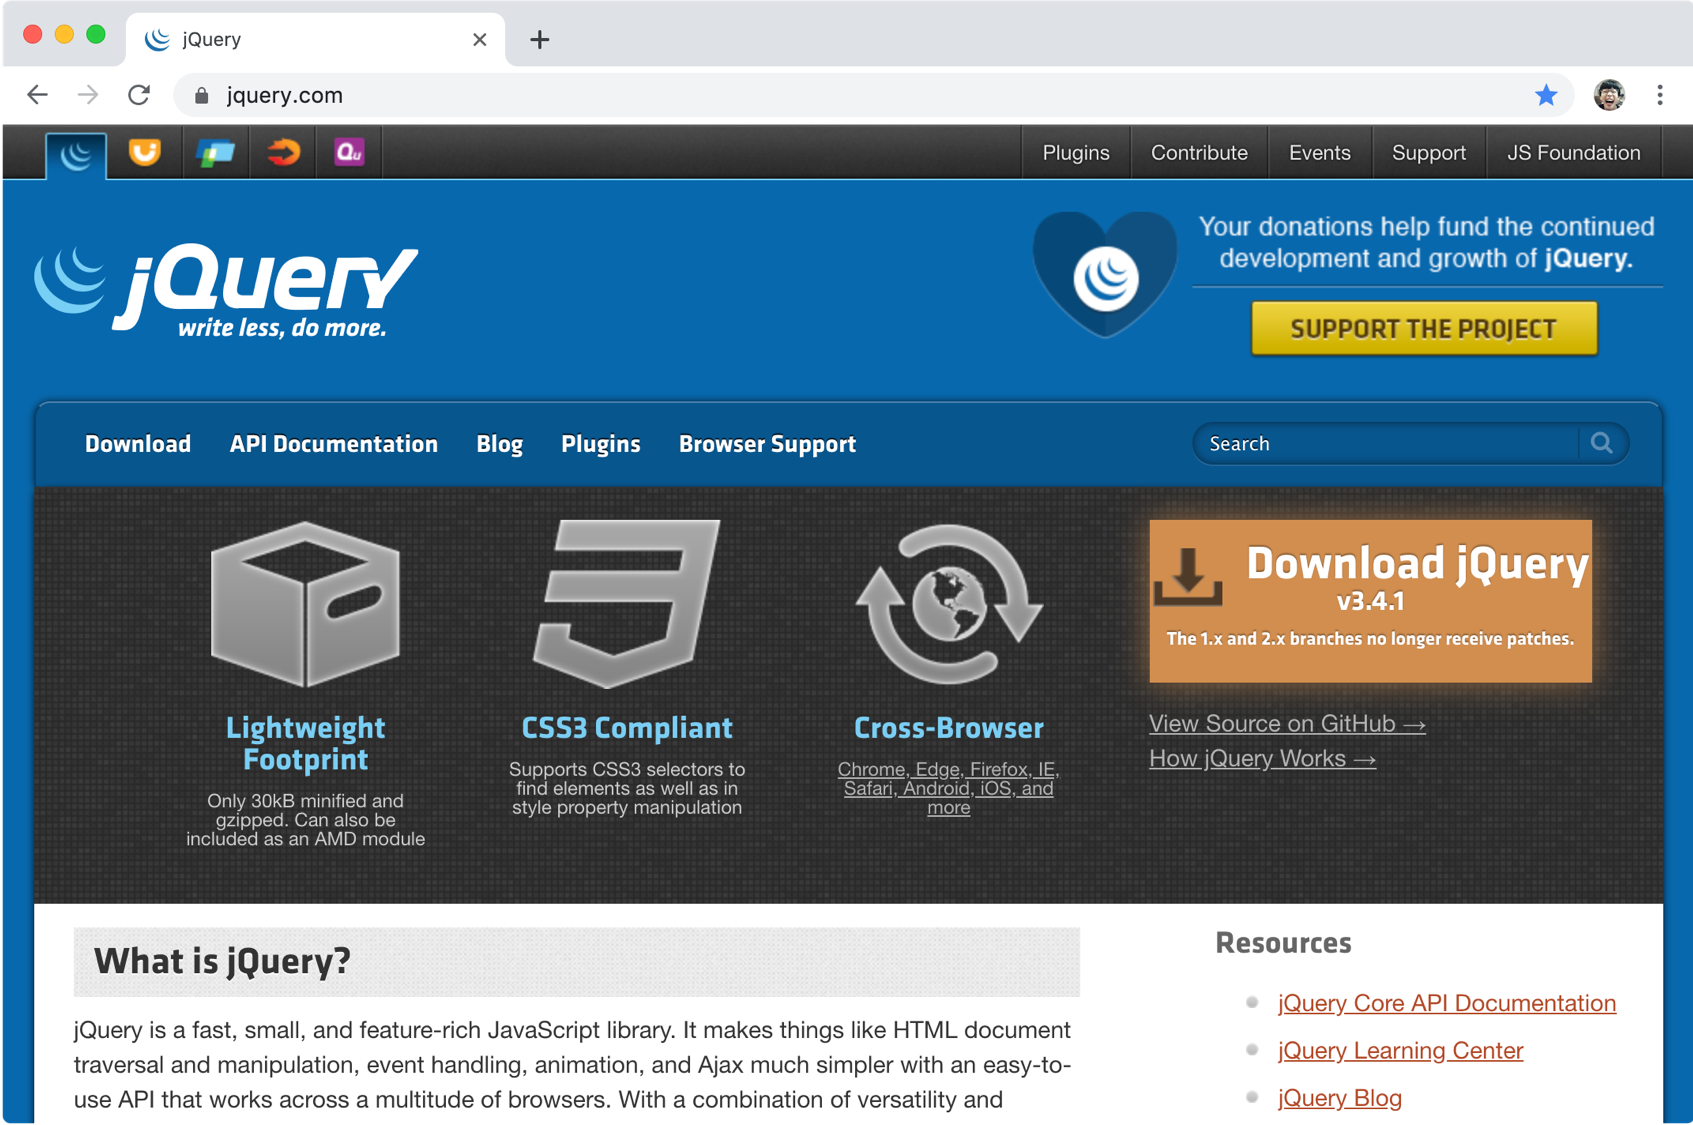 jQuery
jquery.com
Qu
Plugins
Contribute
Events
Support
JS Foundation
jQuery
write less, do more.
Your donations help fund the continued
development and growth of jQuery.
SUPPORT THE PROJECT
Download
API Documentation
Blog
Plugins
Browser Support
Search
Lightweight
Footprint
Only 30kB minified and
gzipped. Can also be
included as an AMD module
CSS3 Compliant
Supports CSS3 selectors to
find elements as well as in
style property manipulation
Cross-Browser
Chrome, Edge, Firefox, IE,
Safari, Android, iOS, and
more
Download jQuery
v3.4.1
The 1.x and 2.x branches no longer receive patches.
View Source on GitHub →
How jQuery Works →
What is jQuery?
jQuery is a fast, small, and feature-rich JavaScript library. It makes things like HTML document
traversal and manipulation, event handling, animation, and Ajax much simpler with an easy-to-
use API that works across a multitude of browsers. With a combination of versatility and
Resources
jQuery Core API Documentation
jQuery Learning Center
jQuery Blog